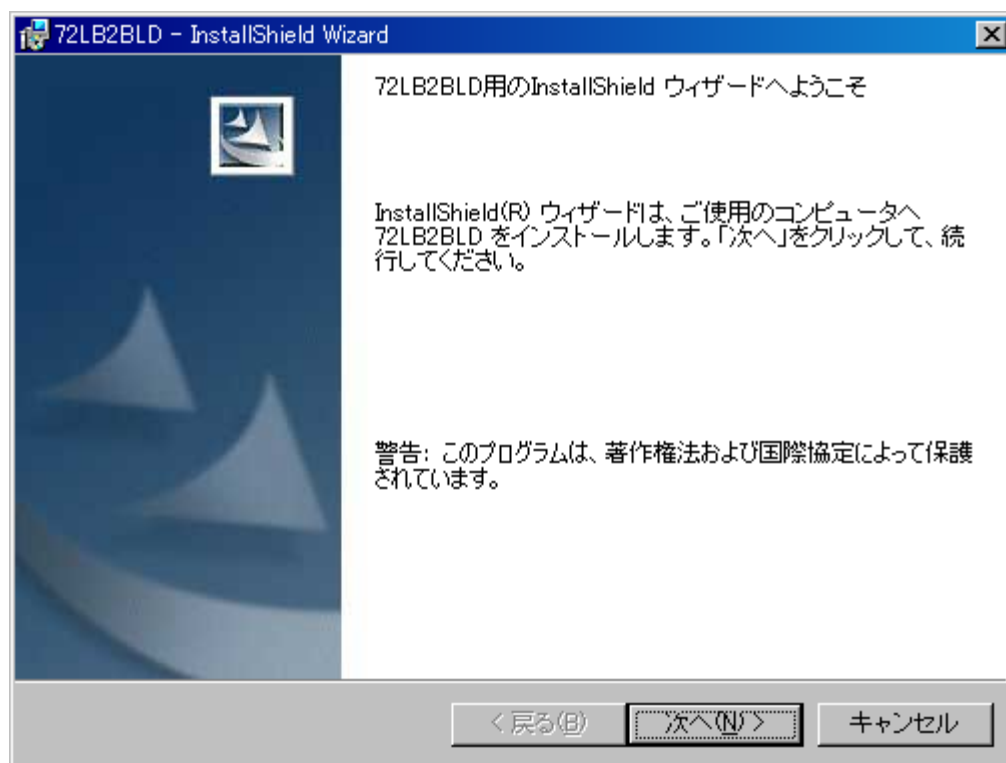 72LB2BLD - InstallShield Wizard
72LB2BLD用のInstallShield ウィザードへようこそ
InstallShield(R) ウィザードは、ご使用のコンピュータへ
72LB2BLD をインストールします。「次へ」をクリックして、続
行してください。
警告: このプログラムは、著作権法および国際協定によって保護
されています。
< 戻る(B)
次へ(N) >
キャンセル